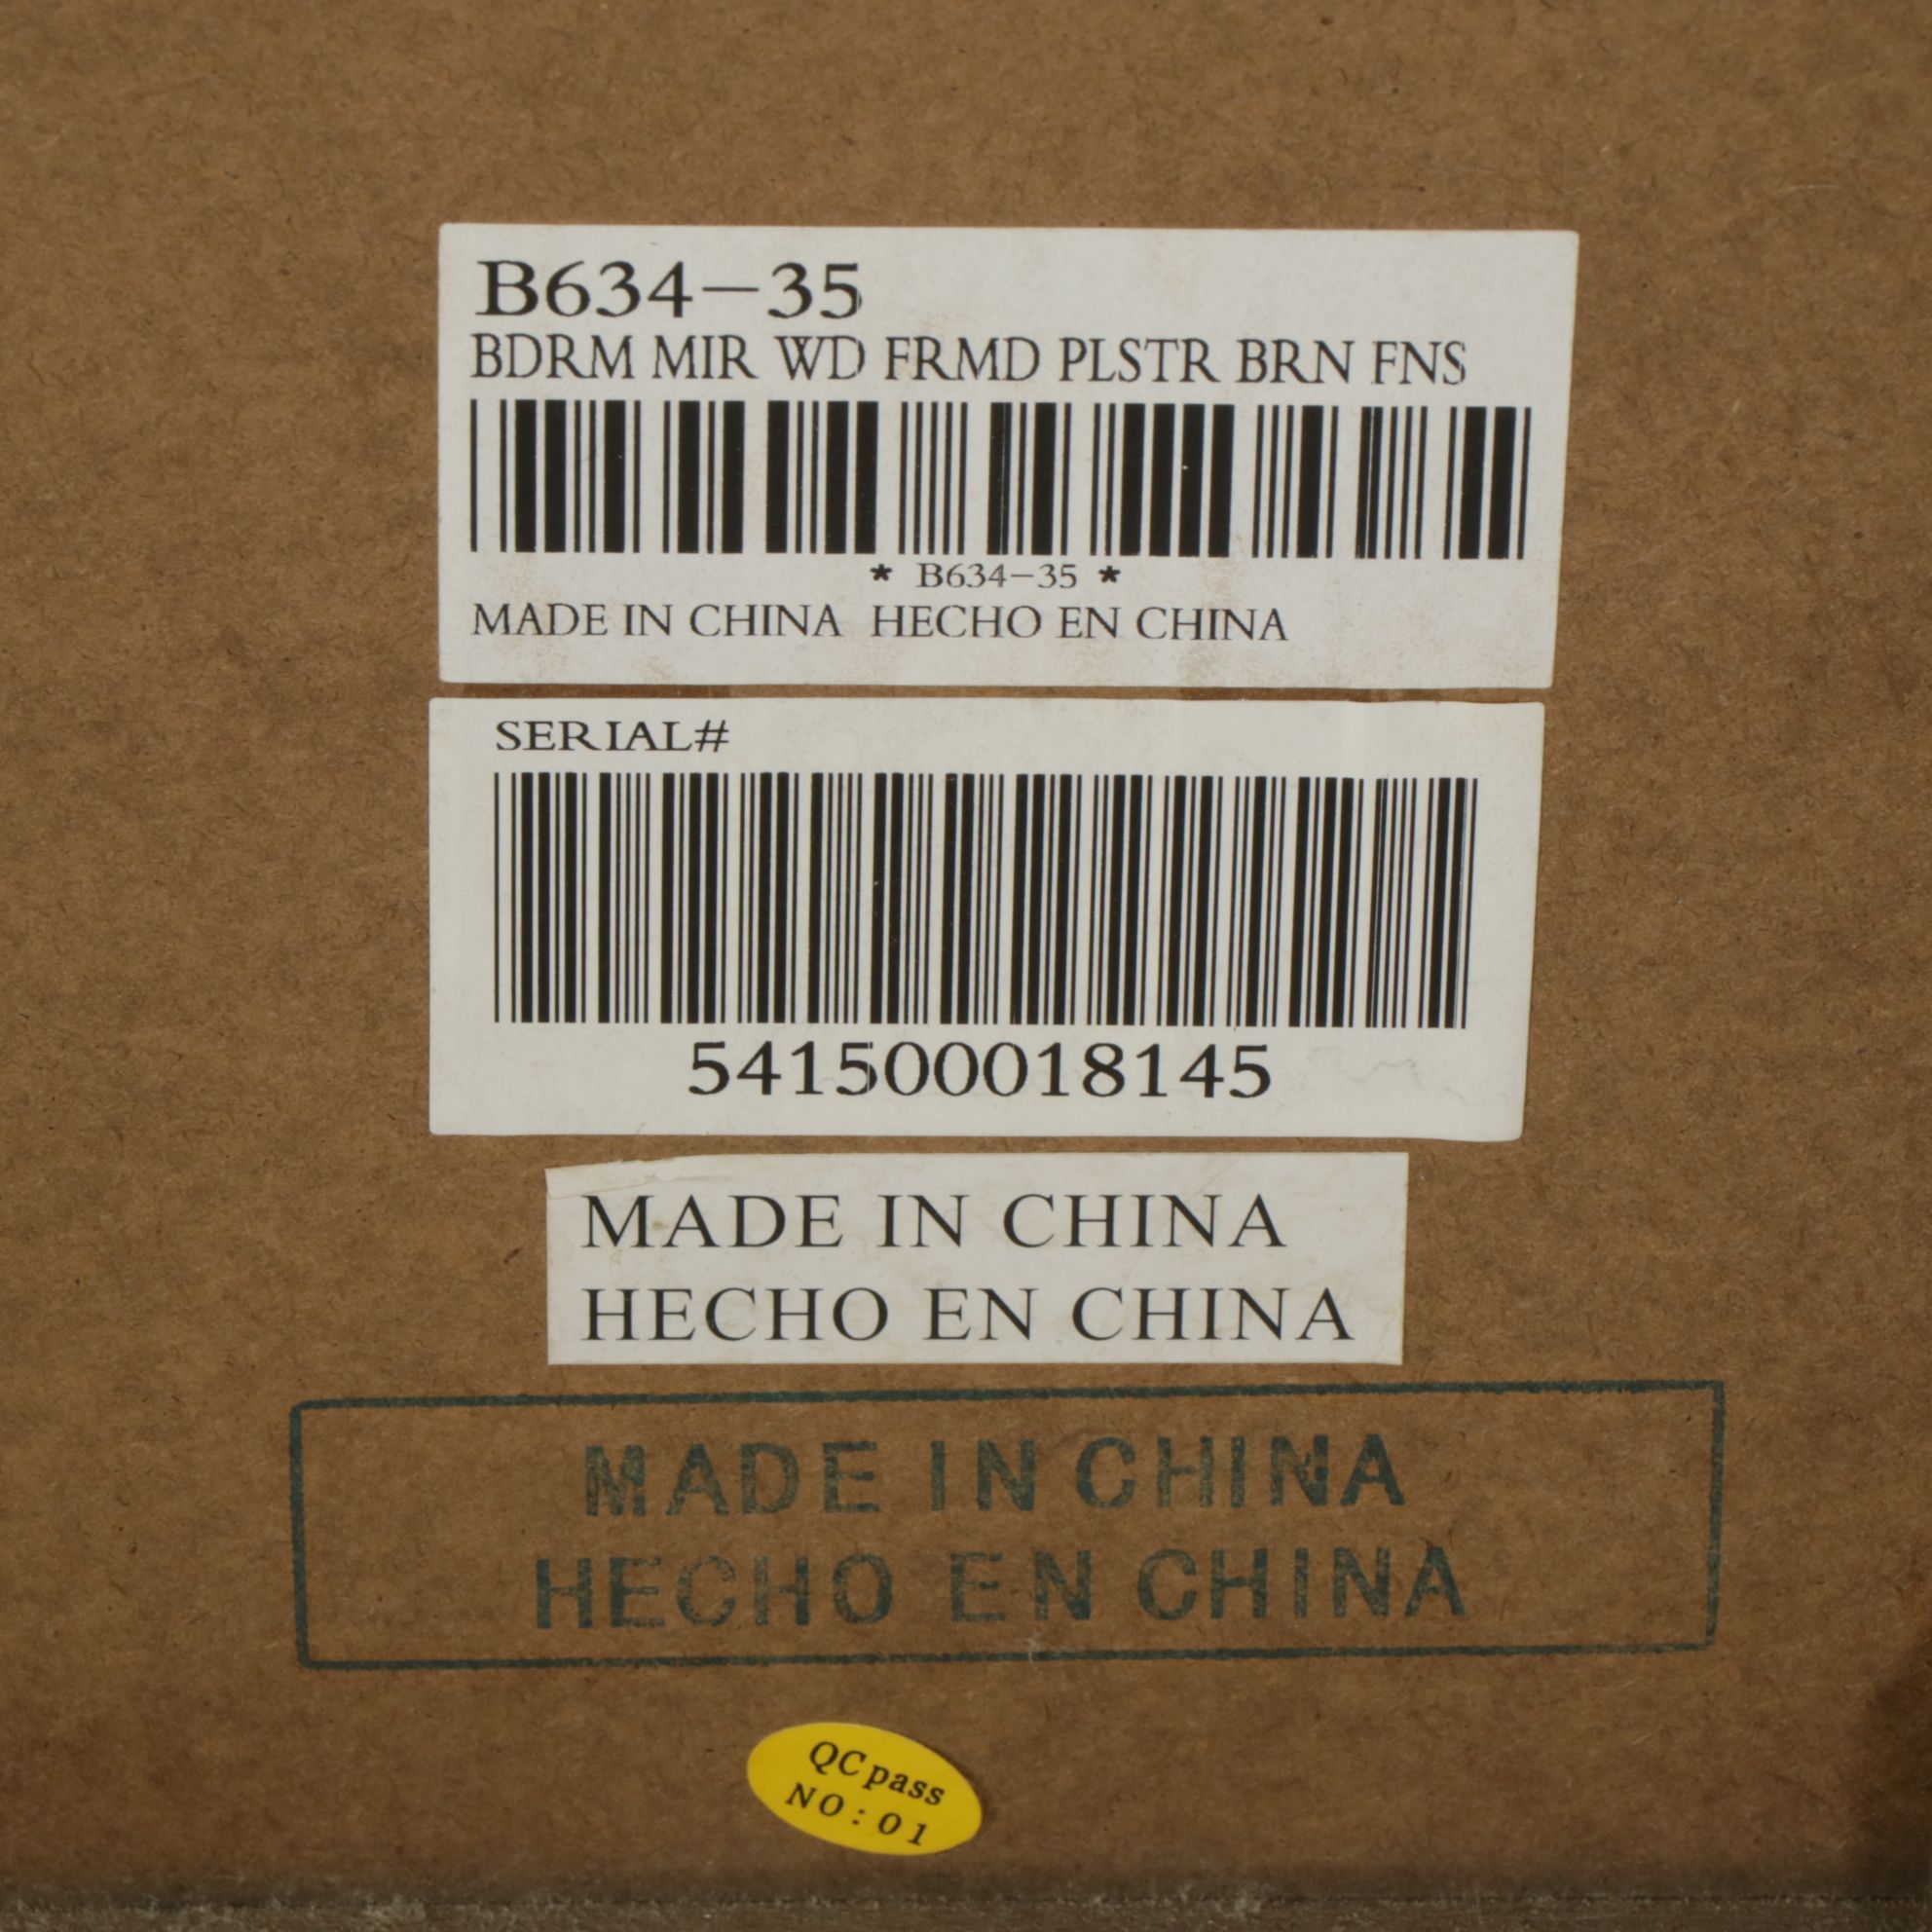 B634-35
BDRM MIR WD FRMD PLSTR BRN FNS
* B634-35 *
MADE IN CHINA HECHO EN CHINA
SERIAL#
541500018145
MADE IN CHINA
HECHO EN CHINA
MADE IN CHINA
HECHO EN CHINA
QC pass
NO:01